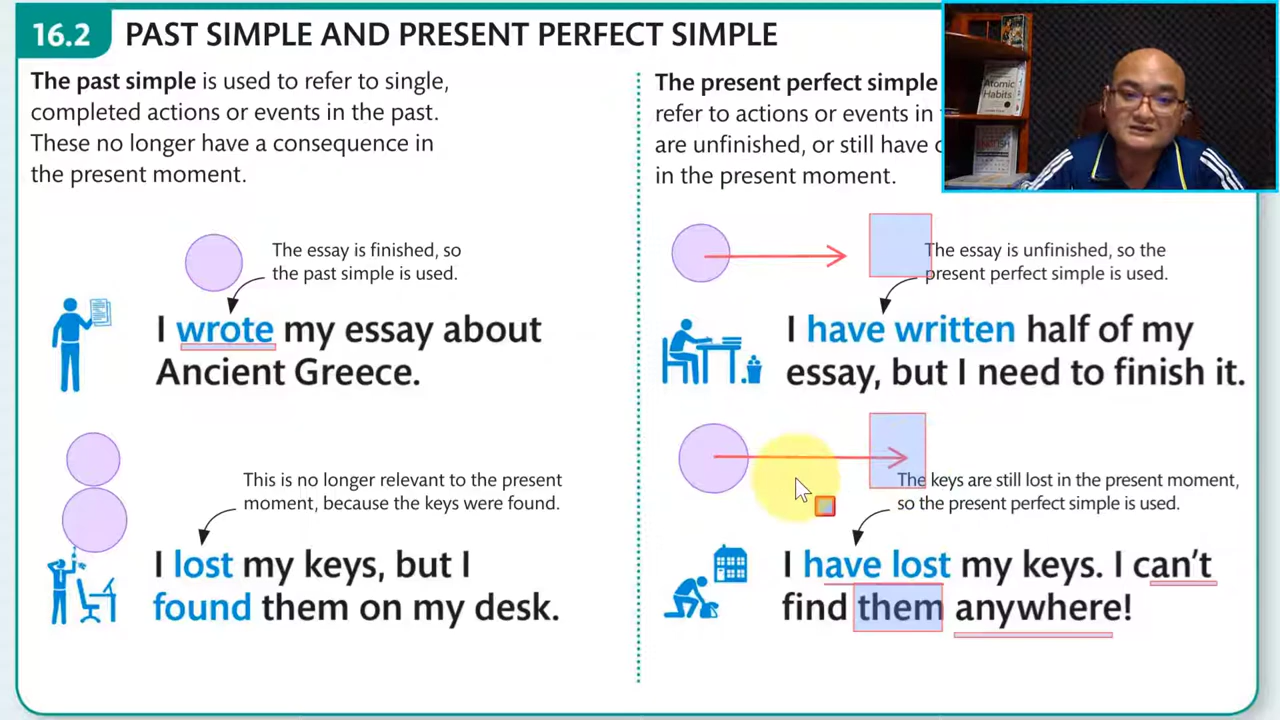 16.2 PAST SIMPLE AND PRESENT PERFECT SIMPLE
The past simple is used to refer to single,
completed actions or events in the past.
These no longer have a consequence in
the present moment.
The essay is finished, so
the past simple is used.
I wrote my essay about
Ancient Greece.
This is no longer relevant to the present
moment, because the keys were found.
I lost my keys, but I
found them on my desk.
The present perfect simple
refer to actions or events in
are unfinished, or still have
in the present moment.
The essay is unfinished, so the
present perfect simple is used.
I have written half of my
essay, but I need to finish it.
The keys are still lost in the present moment,
so the present perfect simple is used.
I have lost my keys. I can't
find them anywhere!
Atomic
Habits